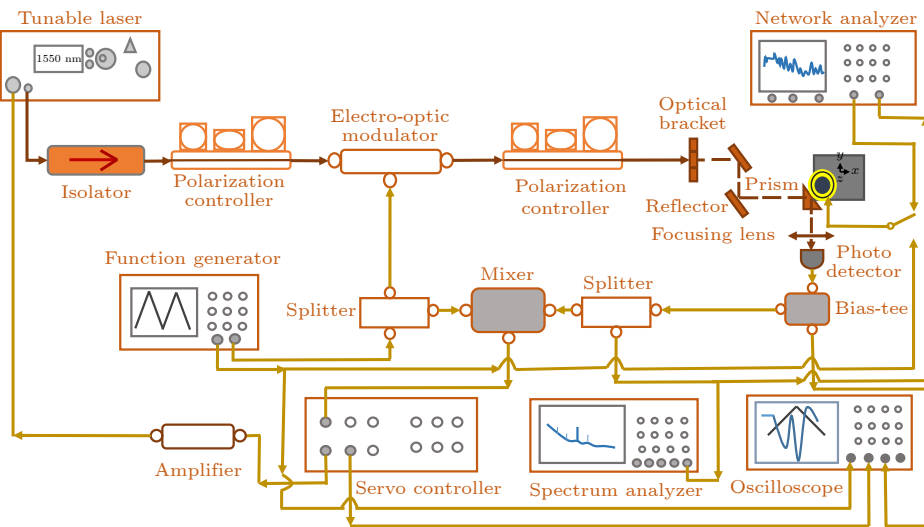 Tunable laser
Network analyzer
1550 nm
Electro-optic
modulator
Optical
bracket
Isolator
Polarization
controller
Polarization
controller
Prism
y
x
z
Reflector
Focusing lens
Photo
detector
Function generator
Mixer
Splitter
Splitter
Bias-tee
Amplifier
Servo controller
Spectrum analyzer
Oscilloscope